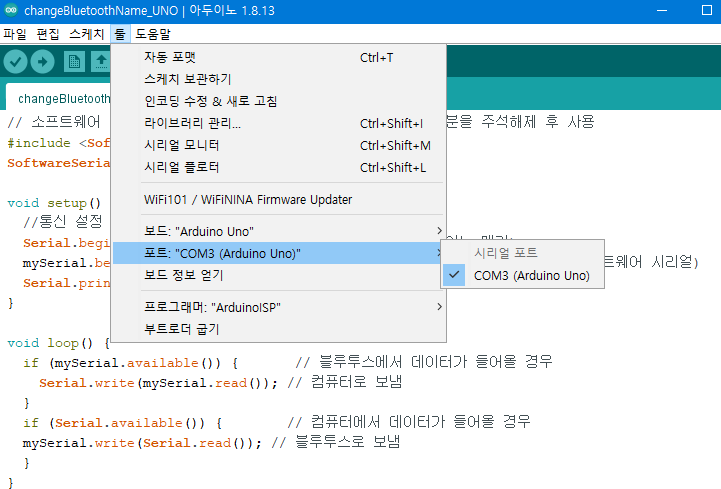 changeBluetoothName_UNO | 아두이노 1.8.13
파일 편집 스케치 툴 도움말
자동 포맷 Ctrl+T
스케치 보관하기
인코딩 수정 & 새로 고침
라이브러리 관리... Ctrl+Shift+I
시리얼 모니터 Ctrl+Shift+M
시리얼 플로터 Ctrl+Shift+L
WiFi101 / WiFiNINA Firmware Updater
보드: "Arduino Uno"
포트: "COM3 (Arduino Uno)"
보드 정보 얻기
프로그래머: "ArduinoISP"
부트로더 굽기
시리얼 포트
COM3 (Arduino Uno)
changeBluetooth
// 소프트웨어 분을 주석해제 후 사용
#include <Sof
SoftwareSeria
void setup()
//통신 설정
Serial.begi
mySerial.be 트웨어 시리얼)
Serial.prin
}
void loop() {
if (mySerial.available()) { // 블루투스에서 데이터가 들어올 경우
Serial.write(mySerial.read()); // 컴퓨터로 보냄
}
if (Serial.available()) { // 컴퓨터에서 데이터가 들어올 경우
mySerial.write(Serial.read()); // 블루투스로 보냄
}
}